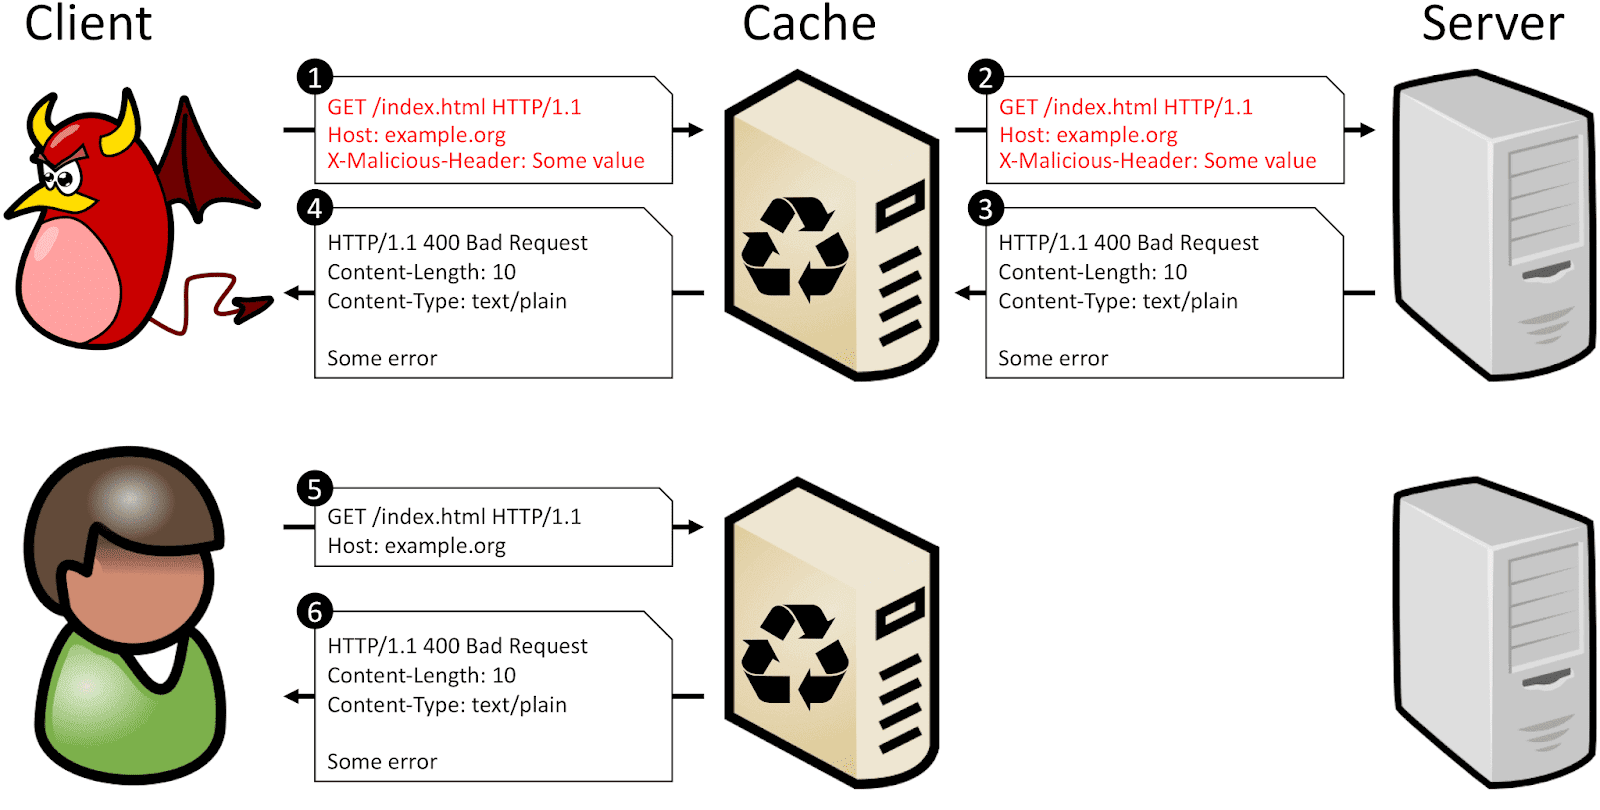 Client
Cache
Server
1
GET /index.html HTTP/1.1
Host: example.org
X-Malicious-Header: Some value
2
GET /index.html HTTP/1.1
Host: example.org
X-Malicious-Header: Some value
4
HTTP/1.1 400 Bad Request
Content-Length: 10
Content-Type: text/plain
Some error
3
HTTP/1.1 400 Bad Request
Content-Length: 10
Content-Type: text/plain
Some error
5
GET /index.html HTTP/1.1
Host: example.org
6
HTTP/1.1 400 Bad Request
Content-Length: 10
Content-Type: text/plain
Some error